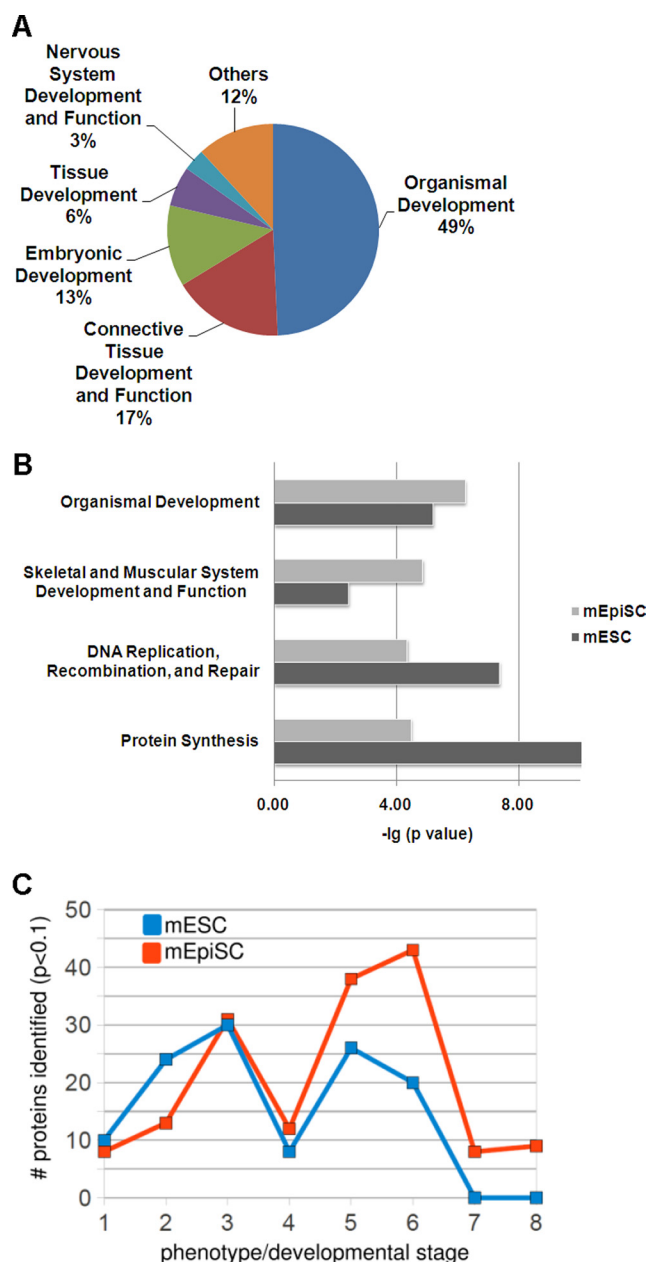 A
Nervous
System
Development
and Function
3%
Others
12%
Tissue
Development
6%
Organismal
Development
49%
Embryonic
Development
13%
Connective
Tissue
Development
and Function
17%
B
Organismal Development
Skeletal and Muscular System
Development and Function
DNA Replication,
Recombination, and Repair
Protein Synthesis
mEpiSC
mESC
0.00 4.00 8.00
-lg (p value)
C
mESC
mEpiSC
# proteins identified (p<0.1)
50
40
30
20
10
0
1 2 3 4 5 6 7 8
phenotype/developmental stage